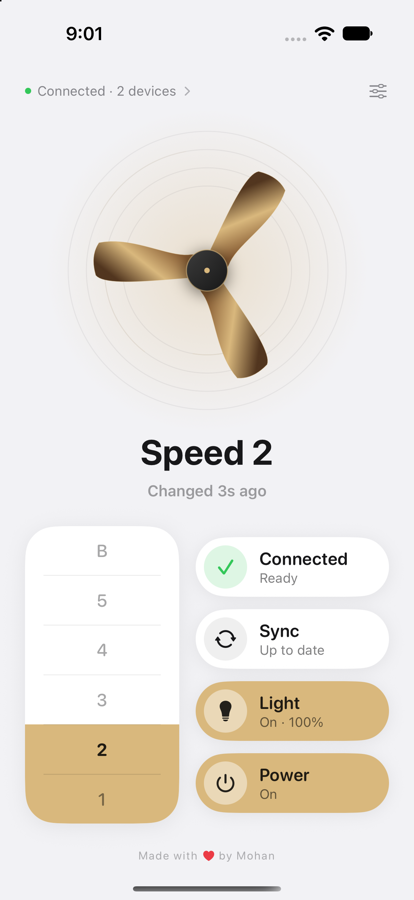 9:01
Connected · 2 devices
Speed 2
Changed 3s ago
B
5
4
3
2
1
Connected
Ready
Sync
Up to date
Light
On · 100%
Power
On
Made with ❤️ by Mohan